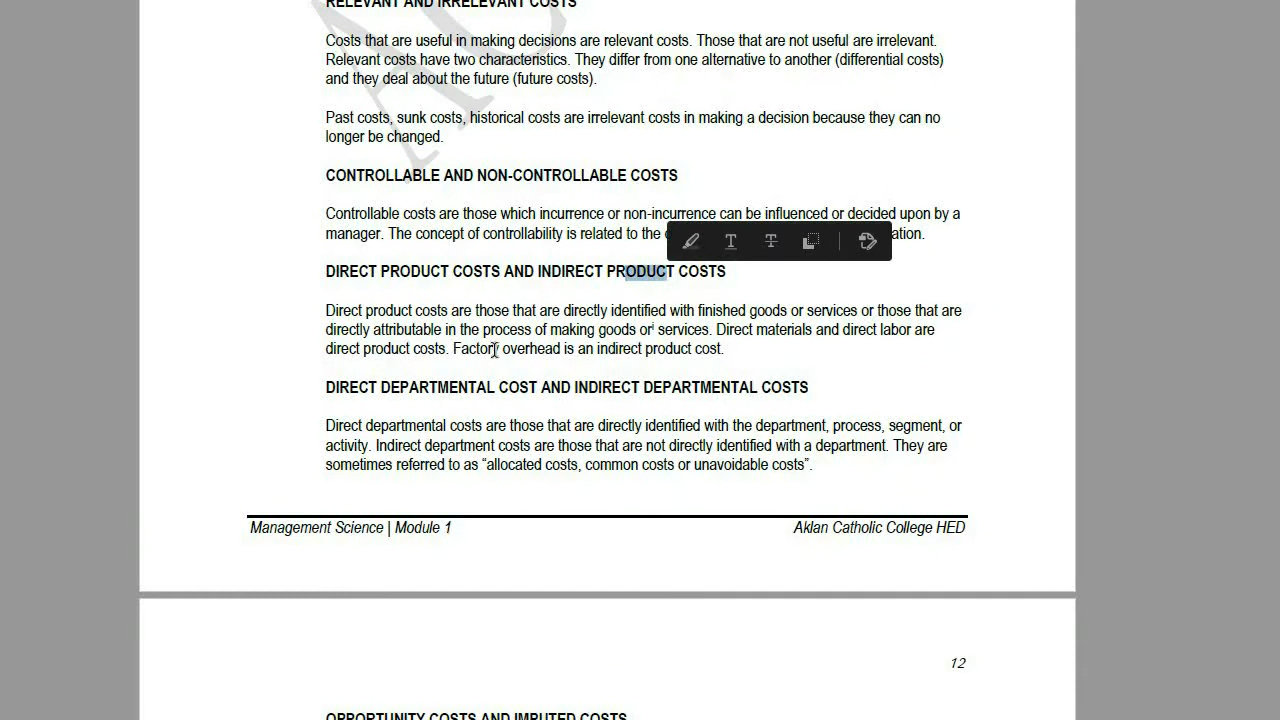 RELEVANT AND IRRELEVANT COSTS
Costs that are useful in making decisions are relevant costs. Those that are not useful are irrelevant.
Relevant costs have two characteristics. They differ from one alternative to another (differential costs)
and they deal about the future (future costs).
Past costs, sunk costs, historical costs are irrelevant costs in making a decision because they can no
longer be changed.
CONTROLLABLE AND NON-CONTROLLABLE COSTS
Controllable costs are those which incurrence or non-incurrence can be influenced or decided upon by a
manager. The concept of controllability is related to the ation.
DIRECT PRODUCT COSTS AND INDIRECT PRODUCT COSTS
Direct product costs are those that are directly identified with finished goods or services or those that are
directly attributable in the process of making goods or services. Direct materials and direct labor are
direct product costs. Factory overhead is an indirect product cost.
DIRECT DEPARTMENTAL COST AND INDIRECT DEPARTMENTAL COSTS
Direct departmental costs are those that are directly identified with the department, process, segment, or
activity. Indirect department costs are those that are not directly identified with a department. They are
sometimes referred to as “allocated costs, common costs or unavoidable costs”.
Management Science | Module 1 Aklan Catholic College HED
12
OPPORTUNITY COSTS AND IMPUTED COSTS